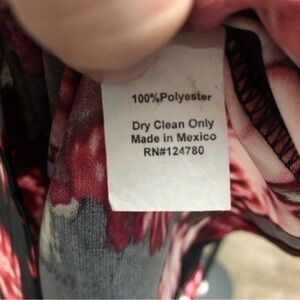 100%Polyester
Dry Clean Only
Made in Mexico
RN#124780